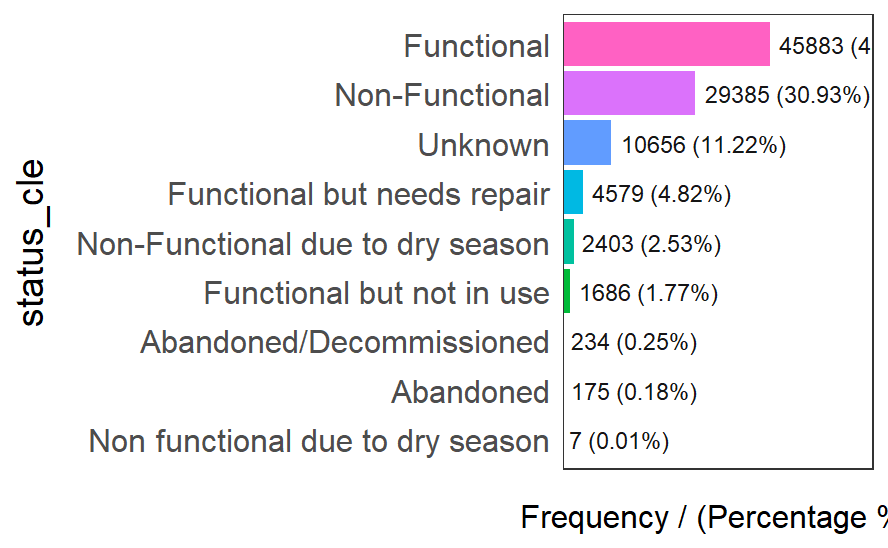 status_cle
Functional 45883 (4
Non-Functional 29385 (30.93%)
Unknown 10656 (11.22%)
Functional but needs repair 4579 (4.82%)
Non-Functional due to dry season 2403 (2.53%)
Functional but not in use 1686 (1.77%)
Abandoned/Decommissioned 234 (0.25%)
Abandoned 175 (0.18%)
Non functional due to dry season 7 (0.01%)
Frequency / (Percentage %